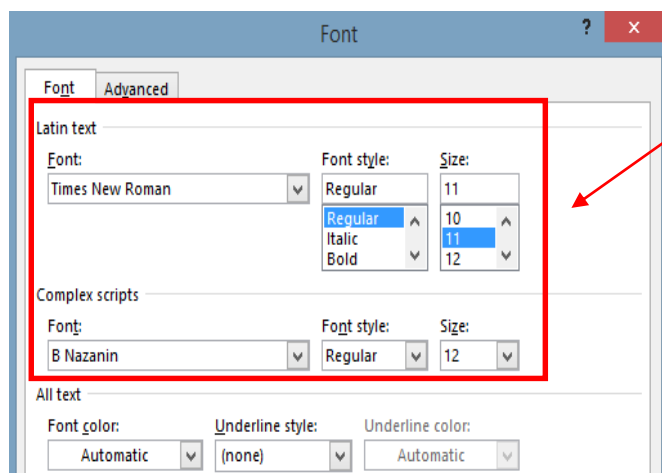 Font ? x
Font Advanced
Latin text
Font: Font style: Size:
Times New Roman Regular 11
Regular 10
Italic 11
Bold 12
Complex scripts
Font: Font style: Size:
B Nazanin Regular 12
All text
Font color: Underline style: Underline color:
Automatic (none) Automatic